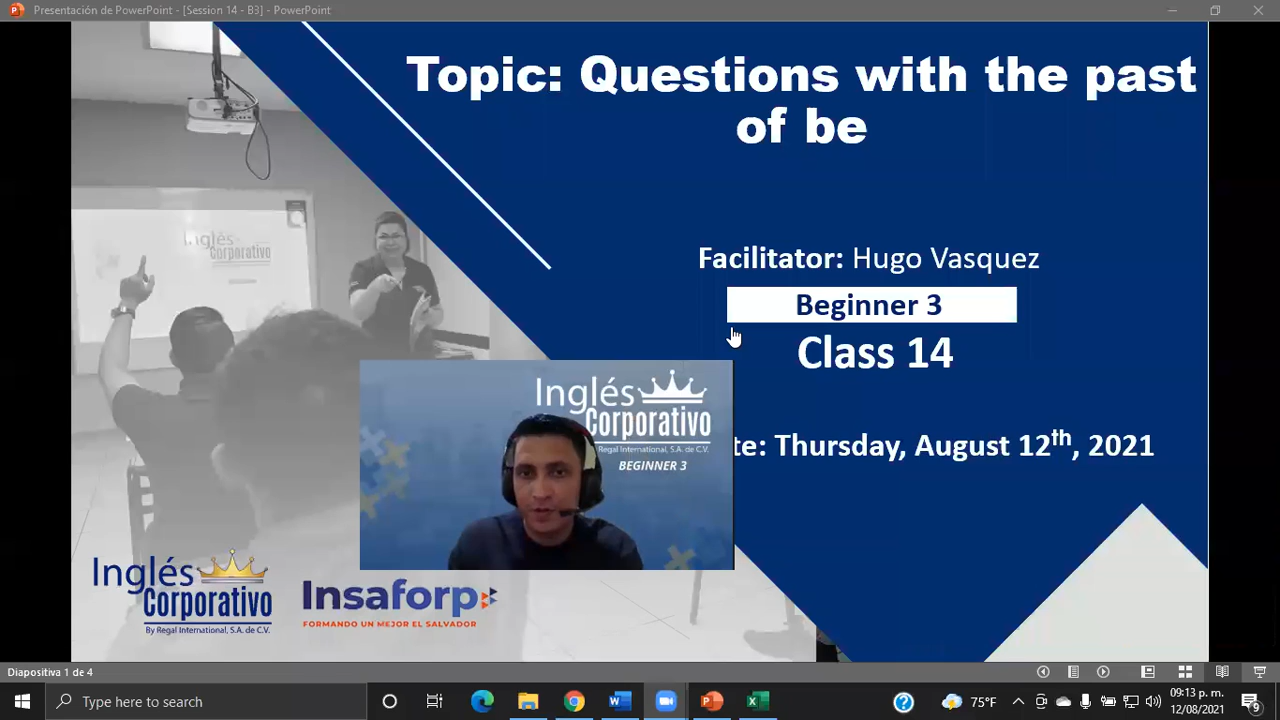 Presentación de PowerPoint - [Session 14 - B3] - PowerPoint
Topic: Questions with the past
of be
Inglés
Corporativo
Facilitator: Hugo Vasquez
Beginner 3
Class 14
Inglés
Corporativo
Regal International, S.A. de C.V.
BEGINNER 3
te: Thursday, August 12th, 2021
Inglés
Corporativo
By Regal International, S.A. de C.V.
Insaforp
FORMANDO UN MEJOR EL SALVADOR
Diapositiva 1 de 4
Type here to search
75°F
09:13 p. m.
12/08/2021
9